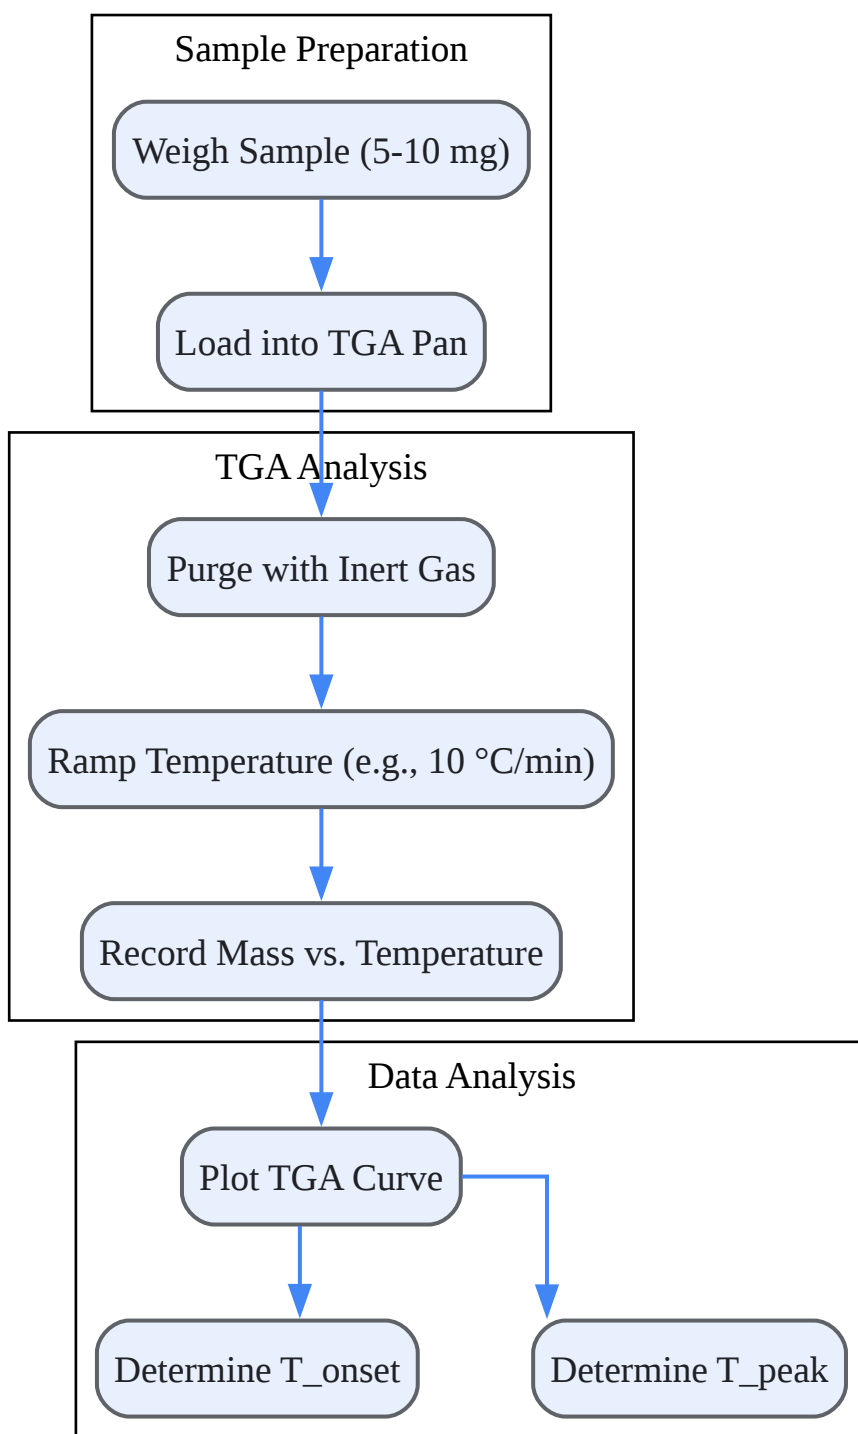 Sample Preparation
Weigh Sample (5-10 mg)
Load into TGA Pan
TGA Analysis
Purge with Inert Gas
Ramp Temperature (e.g., 10 °C/min)
Record Mass vs. Temperature
Data Analysis
Plot TGA Curve
Determine T_onset
Determine T_peak